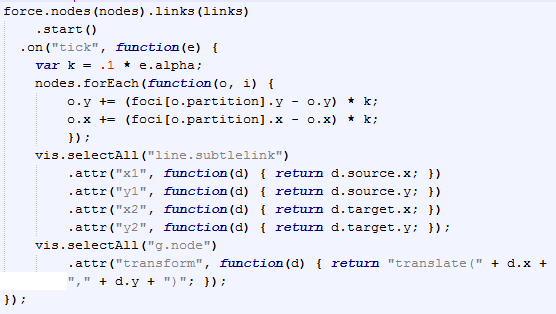 force.nodes(nodes).links(links)
    .start()
  .on("tick", function(e) {
    var k = .1 * e.alpha;
    nodes.forEach(function(o, i) {
        o.y += (foci[o.partition].y - o.y) * k;
        o.x += (foci[o.partition].x - o.x) * k;
        });
    vis.selectAll("line.subtlelink")
        .attr("x1", function(d) { return d.source.x; })
        .attr("y1", function(d) { return d.source.y; })
        .attr("x2", function(d) { return d.target.x; })
        .attr("y2", function(d) { return d.target.y; });
    vis.selectAll("g.node")
        .attr("transform", function(d) { return "translate(" + d.x +
        "," + d.y + ")"; });
});